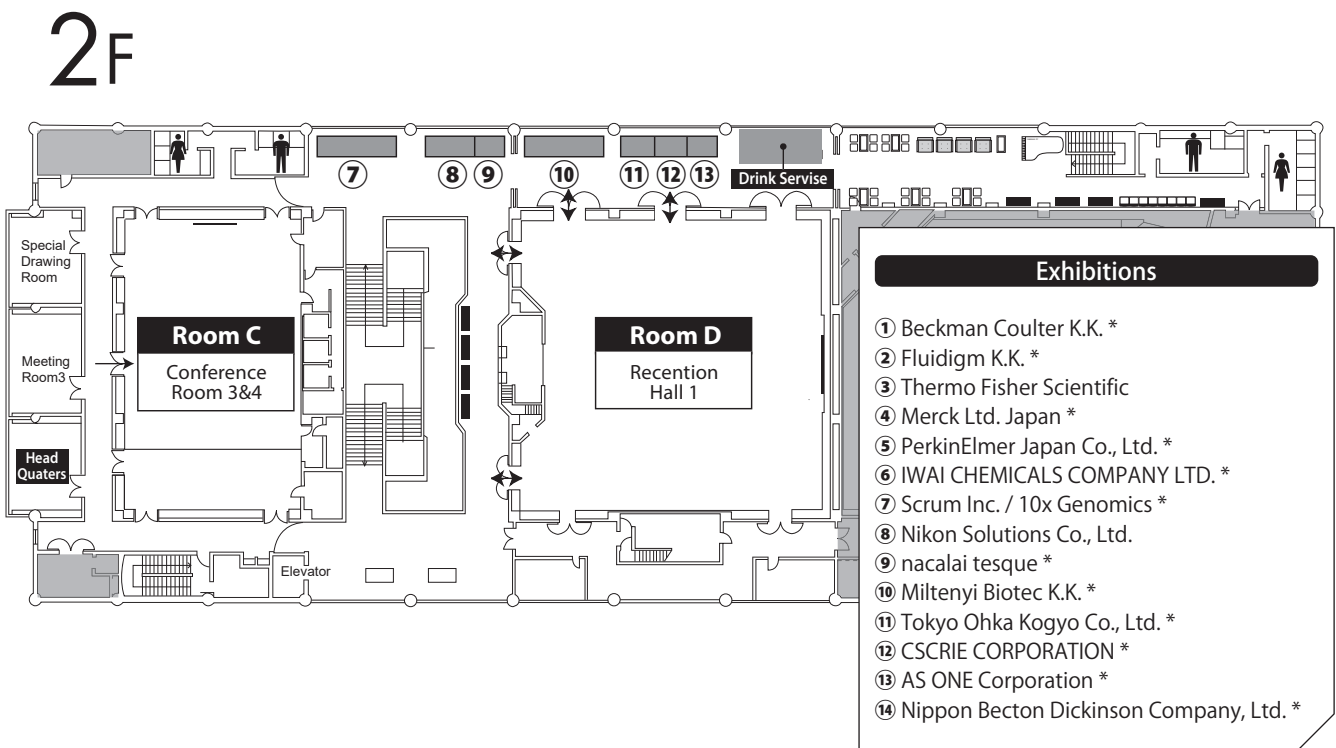 2F
⑦ ⑧ ⑨ ⑩ ⑪ ⑫ ⑬
Drink Servise
Special
Drawing
Room
Meeting
Room3
Head
Quaters
Room C
Conference
Room 3&4
Room D
Recention
Hall 1
Elevator
Exhibitions
① Beckman Coulter K.K. *
② Fluidigm K.K. *
③ Thermo Fisher Scientific
④ Merck Ltd. Japan *
⑤ PerkinElmer Japan Co., Ltd. *
⑥ IWAI CHEMICALS COMPANY LTD. *
⑦ Scrum Inc. / 10x Genomics *
⑧ Nikon Solutions Co., Ltd.
⑨ nacalai tesque *
⑩ Miltenyi Biotec K.K. *
⑪ Tokyo Ohka Kogyo Co., Ltd. *
⑫ CSCRIE CORPORATION *
⑬ AS ONE Corporation *
⑭ Nippon Becton Dickinson Company, Ltd. *